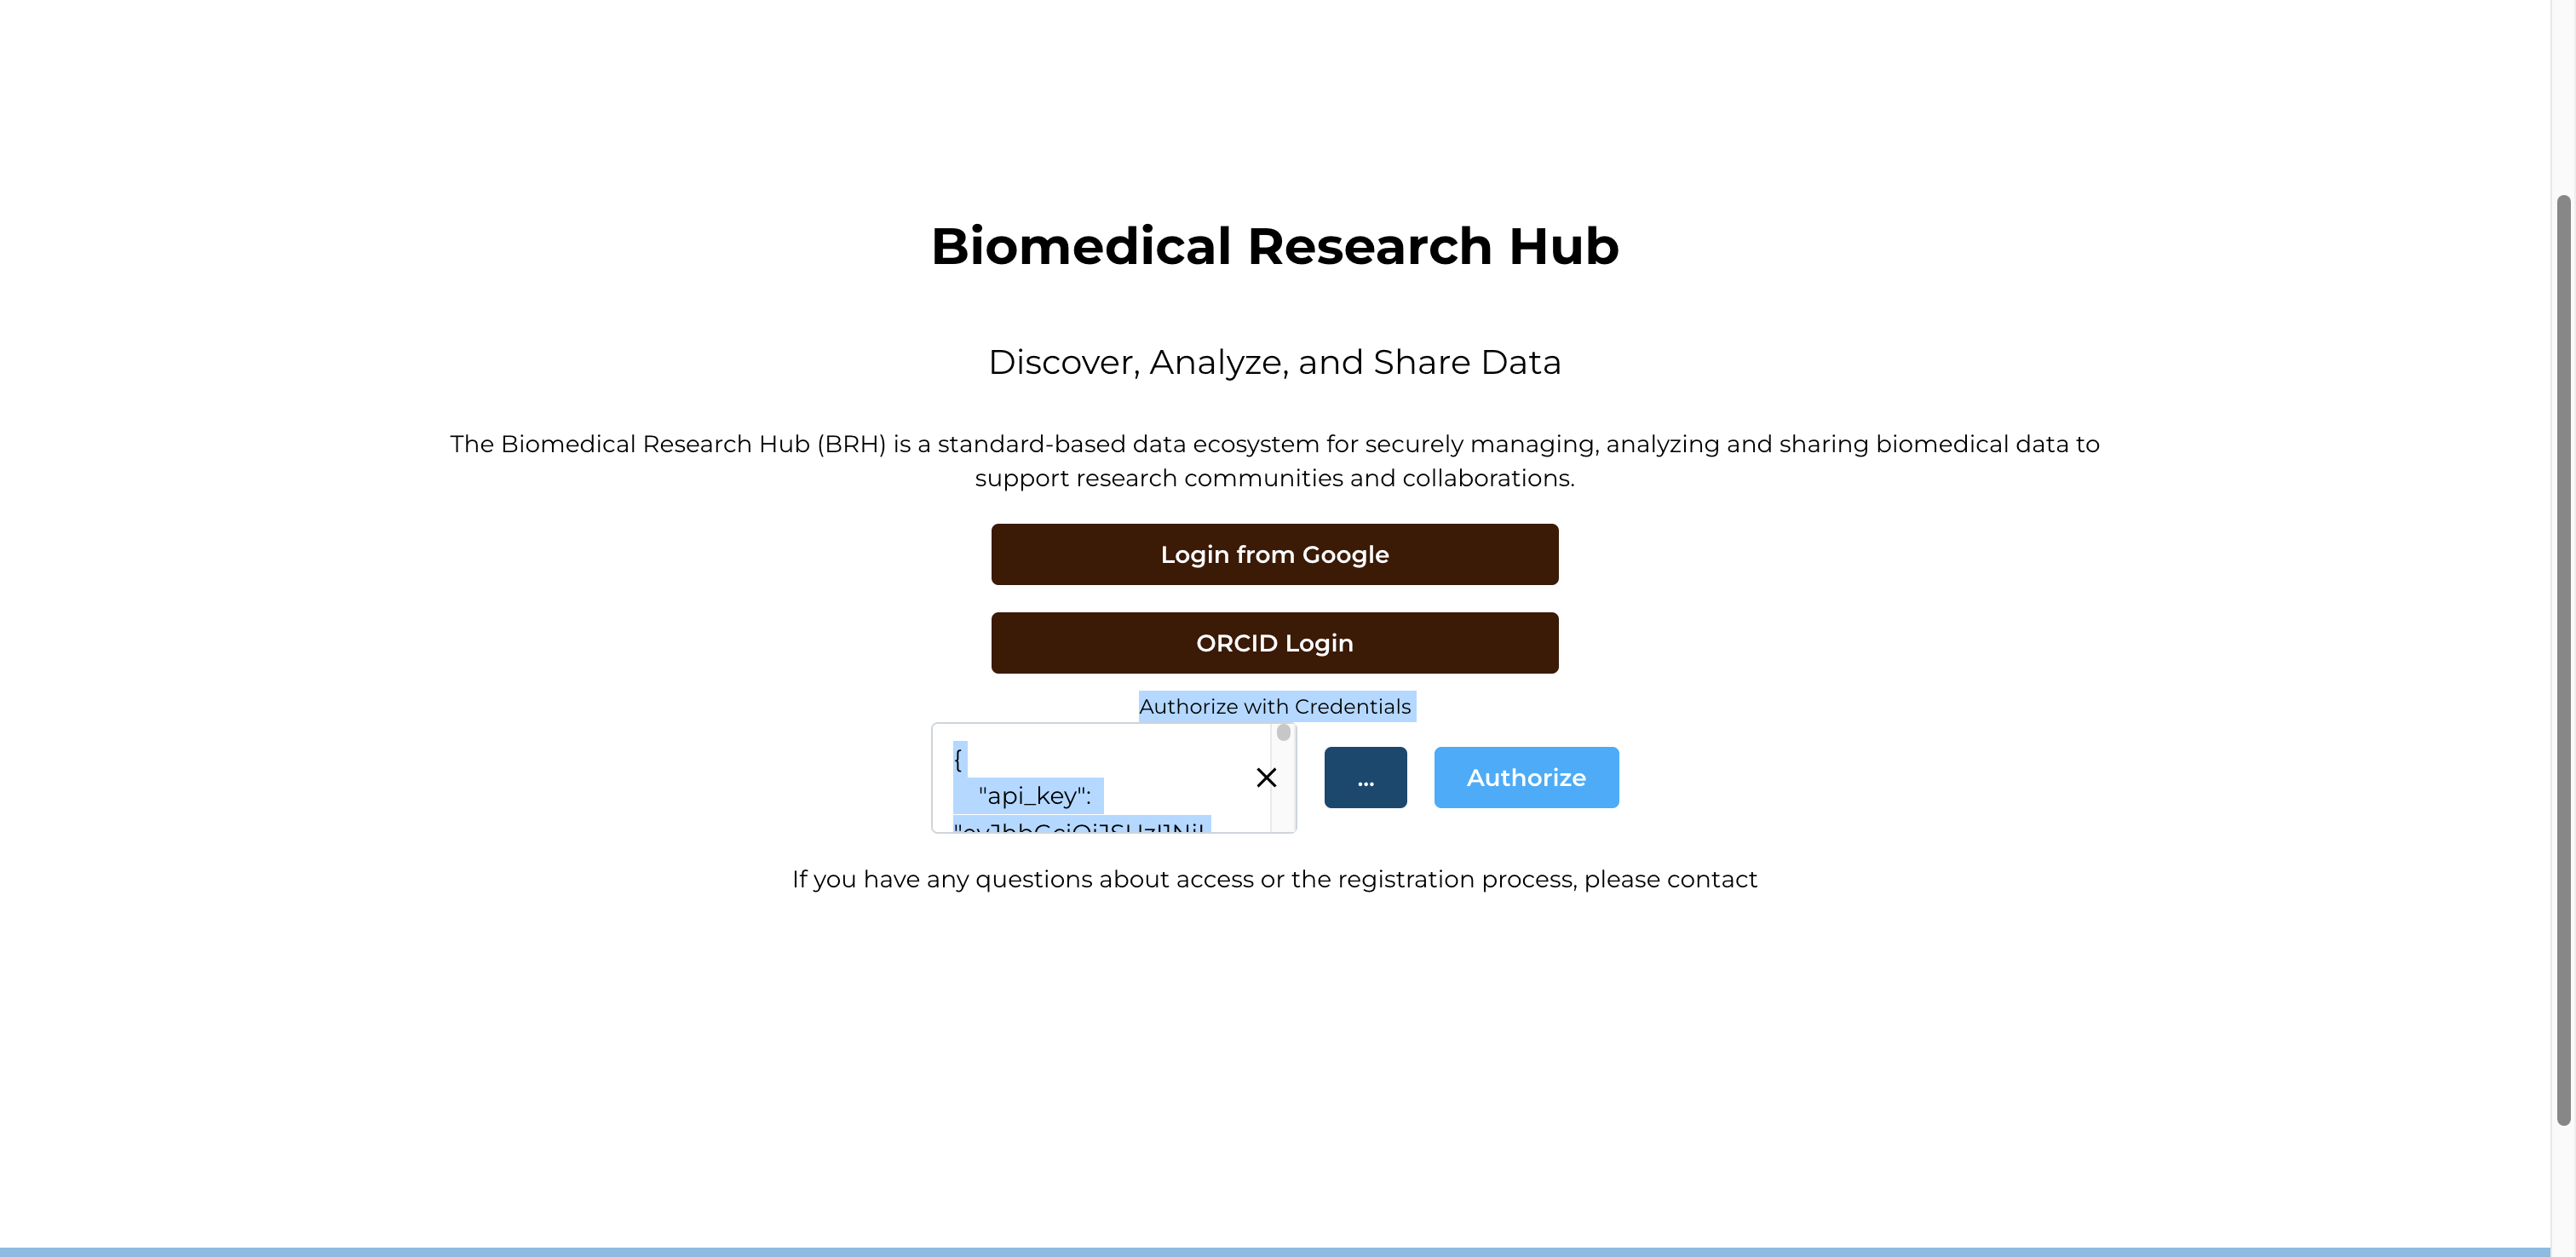 Biomedical Research Hub
Discover, Analyze, and Share Data
The Biomedical Research Hub (BRH) is a standard-based data ecosystem for securely managing, analyzing and sharing biomedical data to
support research communities and collaborations.
Login from Google
ORCID Login
Authorize with Credentials
{
"api_key":
... Authorize
If you have any questions about access or the registration process, please contact